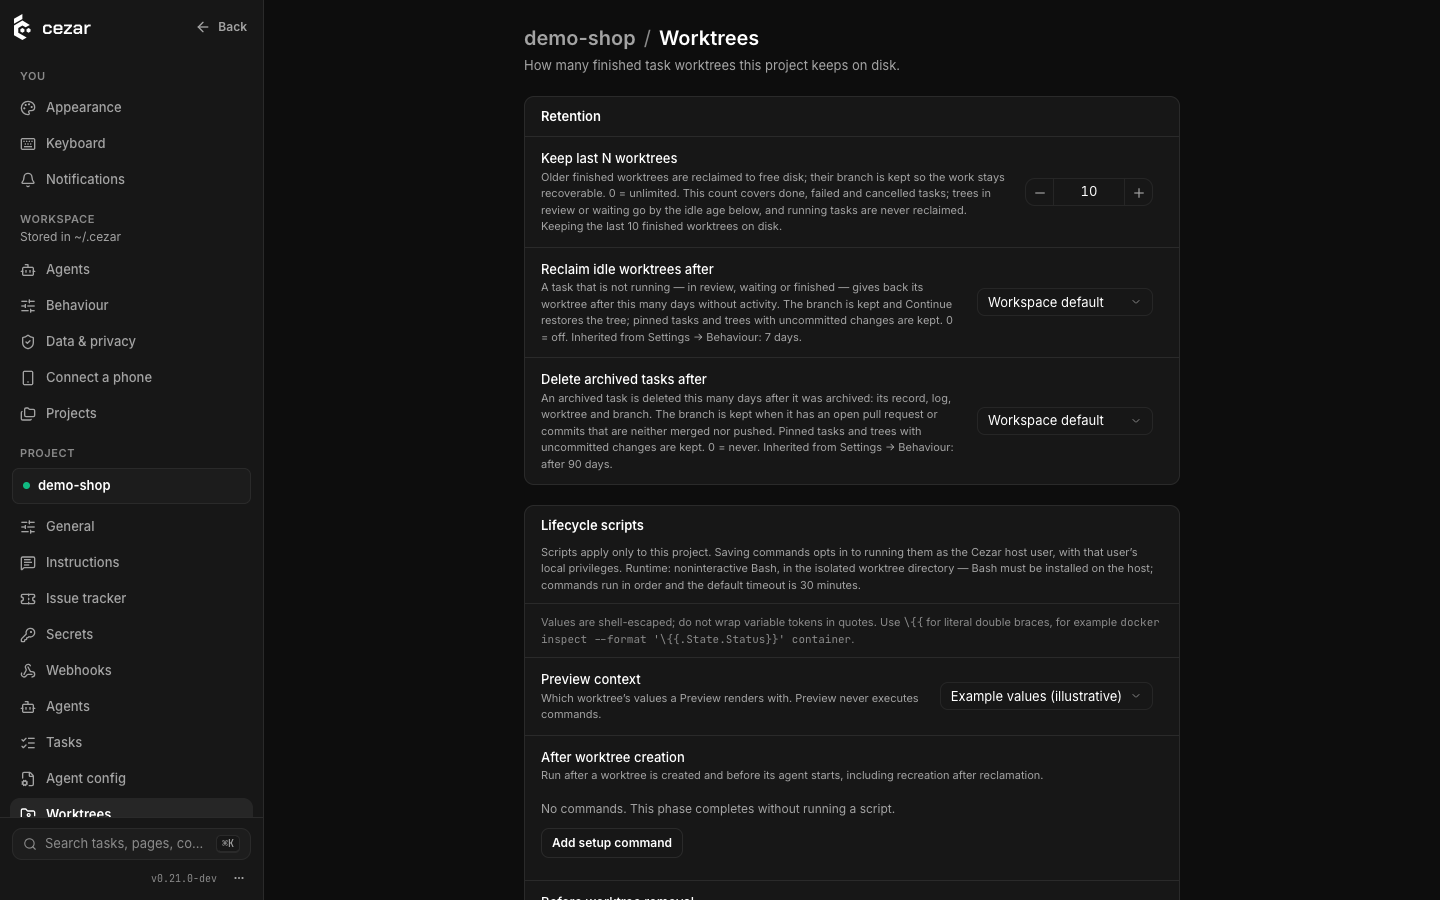 cezar
Back
YOU
Appearance
Keyboard
Notifications
WORKSPACE
Stored in ~/.cezar
Agents
Behaviour
Data & privacy
Connect a phone
Projects
PROJECT
demo-shop
General
Instructions
Issue tracker
Secrets
Webhooks
Agents
Tasks
Agent config
Worktrees
Search tasks, pages, co... ⌘K
v0.21.0-dev
demo-shop / Worktrees
How many finished task worktrees this project keeps on disk.
Retention
Keep last N worktrees
Older finished worktrees are reclaimed to free disk; their branch is kept so the work stays
recoverable. 0 = unlimited. This count covers done, failed and cancelled tasks; trees in
review or waiting go by the idle age below, and running tasks are never reclaimed.
Keeping the last 10 finished worktrees on disk.
10
Reclaim idle worktrees after
A task that is not running — in review, waiting or finished — gives back its
worktree after this many days without activity. The branch is kept and Continue
restores the tree; pinned tasks and trees with uncommitted changes are kept. 0
= off. Inherited from Settings → Behaviour: 7 days.
Workspace default
Delete archived tasks after
An archived task is deleted this many days after it was archived: its record, log,
worktree and branch. The branch is kept when it has an open pull request or
commits that are neither merged nor pushed. Pinned tasks and trees with
uncommitted changes are kept. 0 = never. Inherited from Settings → Behaviour:
after 90 days.
Workspace default
Lifecycle scripts
Scripts apply only to this project. Saving commands opts in to running them as the Cezar host user, with that user's
local privileges. Runtime: noninteractive Bash, in the isolated worktree directory — Bash must be installed on the host;
commands run in order and the default timeout is 30 minutes.
Values are shell-escaped; do not wrap variable tokens in quotes. Use \{{ for literal double braces, for example docker
inspect --format '\{{.State.Status}}' container.
Preview context
Which worktree's values a Preview renders with. Preview never executes
commands.
Example values (illustrative)
After worktree creation
Run after a worktree is created and before its agent starts, including recreation after reclamation.
No commands. This phase completes without running a script.
Add setup command
Before worktree removal